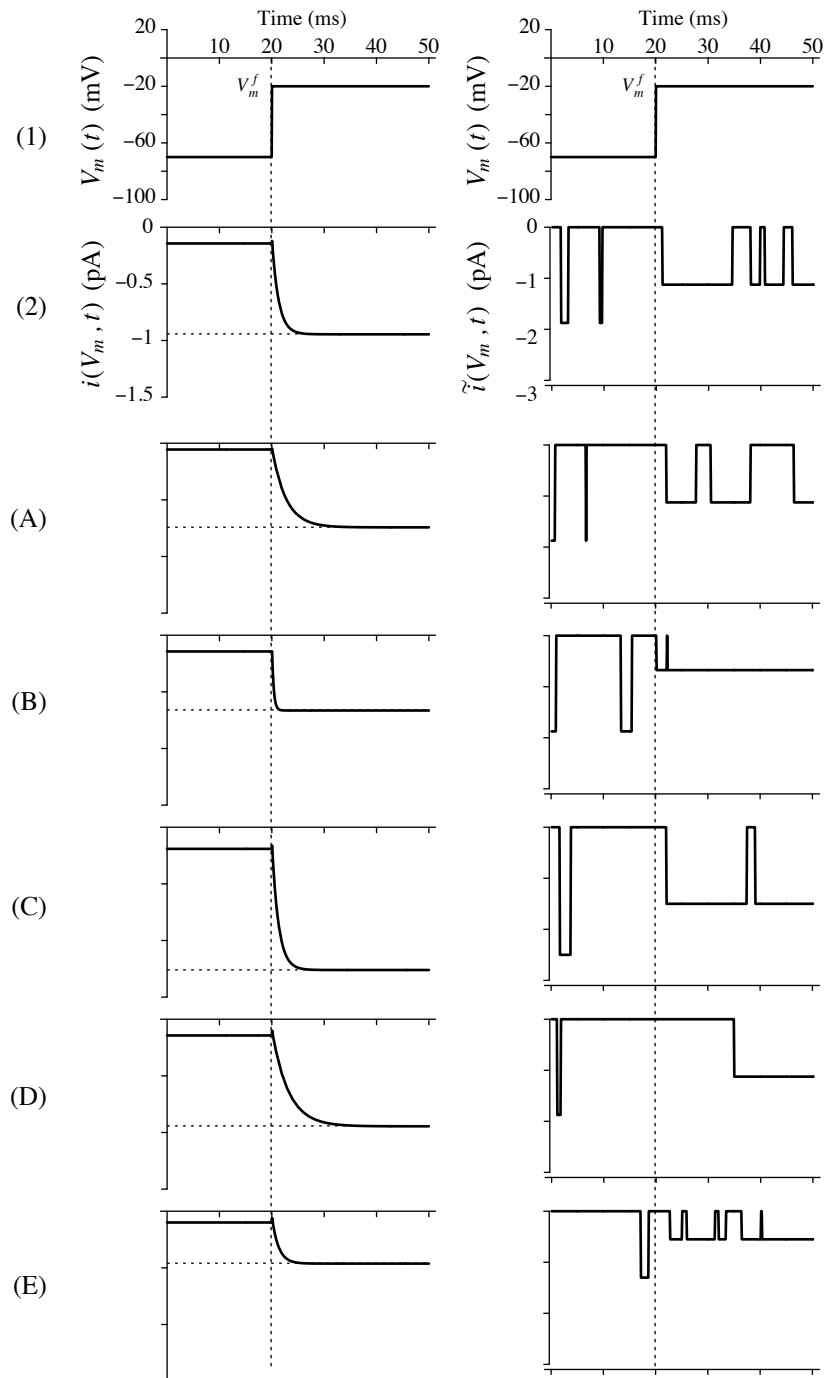 Time (ms) Time (ms)
20 10 20 30 40 50 20 10 20 30 40 50
(1) V_m (t) (mV) −20 −60 −100 V_m^f V_m (t) (mV) −20 −60 −100 V_m^f
(2) i(V_m , t) (pA) 0 −0.5 −1 −1.5 ĩ(V_m , t) (pA) 0 −1 −2 −3
(A)
(B)
(C)
(D)
(E)